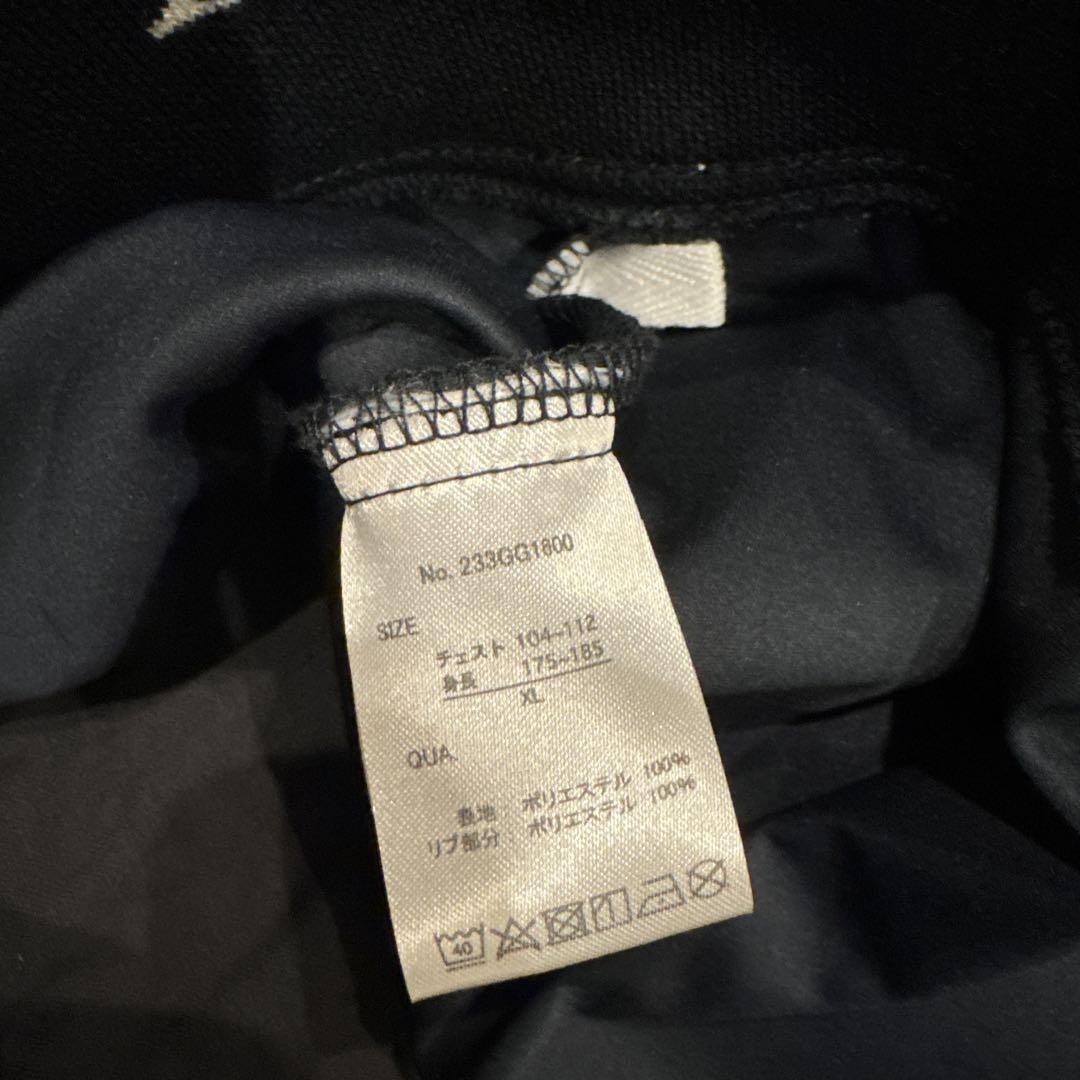 No. 233GG1800
SIZE
チェスト 104-112
身長 175-185
XL
QUA.
表地 ポリエステル 100%
リブ部分 ポリエステル 100%
40